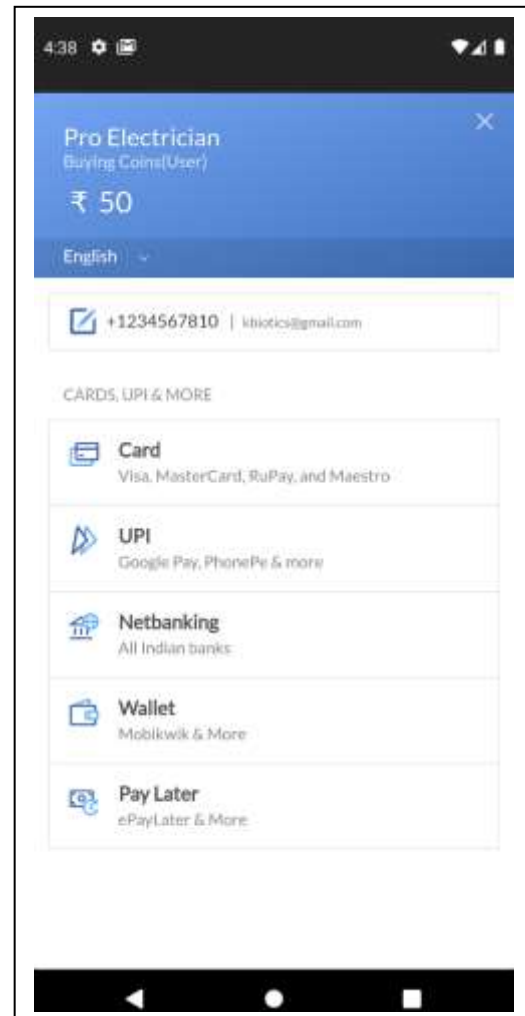 4:38
Pro Electrician
Buying Coins(User)
₹ 50
English
+1234567810 | kbiotics@gmail.com
CARDS, UPI & MORE
Card
Visa, MasterCard, RuPay, and Maestro
UPI
Google Pay, PhonePe & more
Netbanking
All Indian banks
Wallet
Mobikwik & More
Pay Later
ePayLater & More